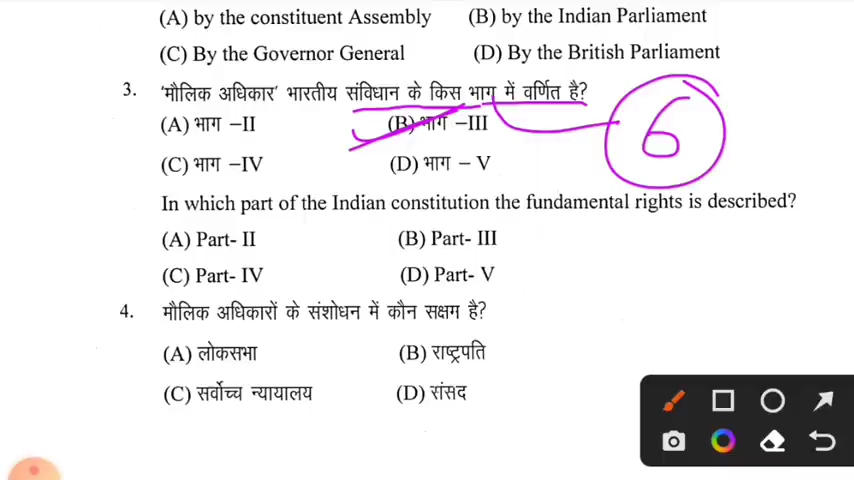 (A) by the constituent Assembly (B) by the Indian Parliament
(C) By the Governor General (D) By the British Parliament
3. 'मौलिक अधिकार' भारतीय संविधान के किस भाग में वर्णित है?
(A) भाग –II (B) भाग –III
6
(C) भाग –IV (D) भाग – V
In which part of the Indian constitution the fundamental rights is described?
(A) Part- II (B) Part- III
(C) Part- IV (D) Part- V
4. मौलिक अधिकारों के संशोधन में कौन सक्षम है?
(A) लोकसभा (B) राष्ट्रपति
(C) सर्वोच्च न्यायालय (D) संसद